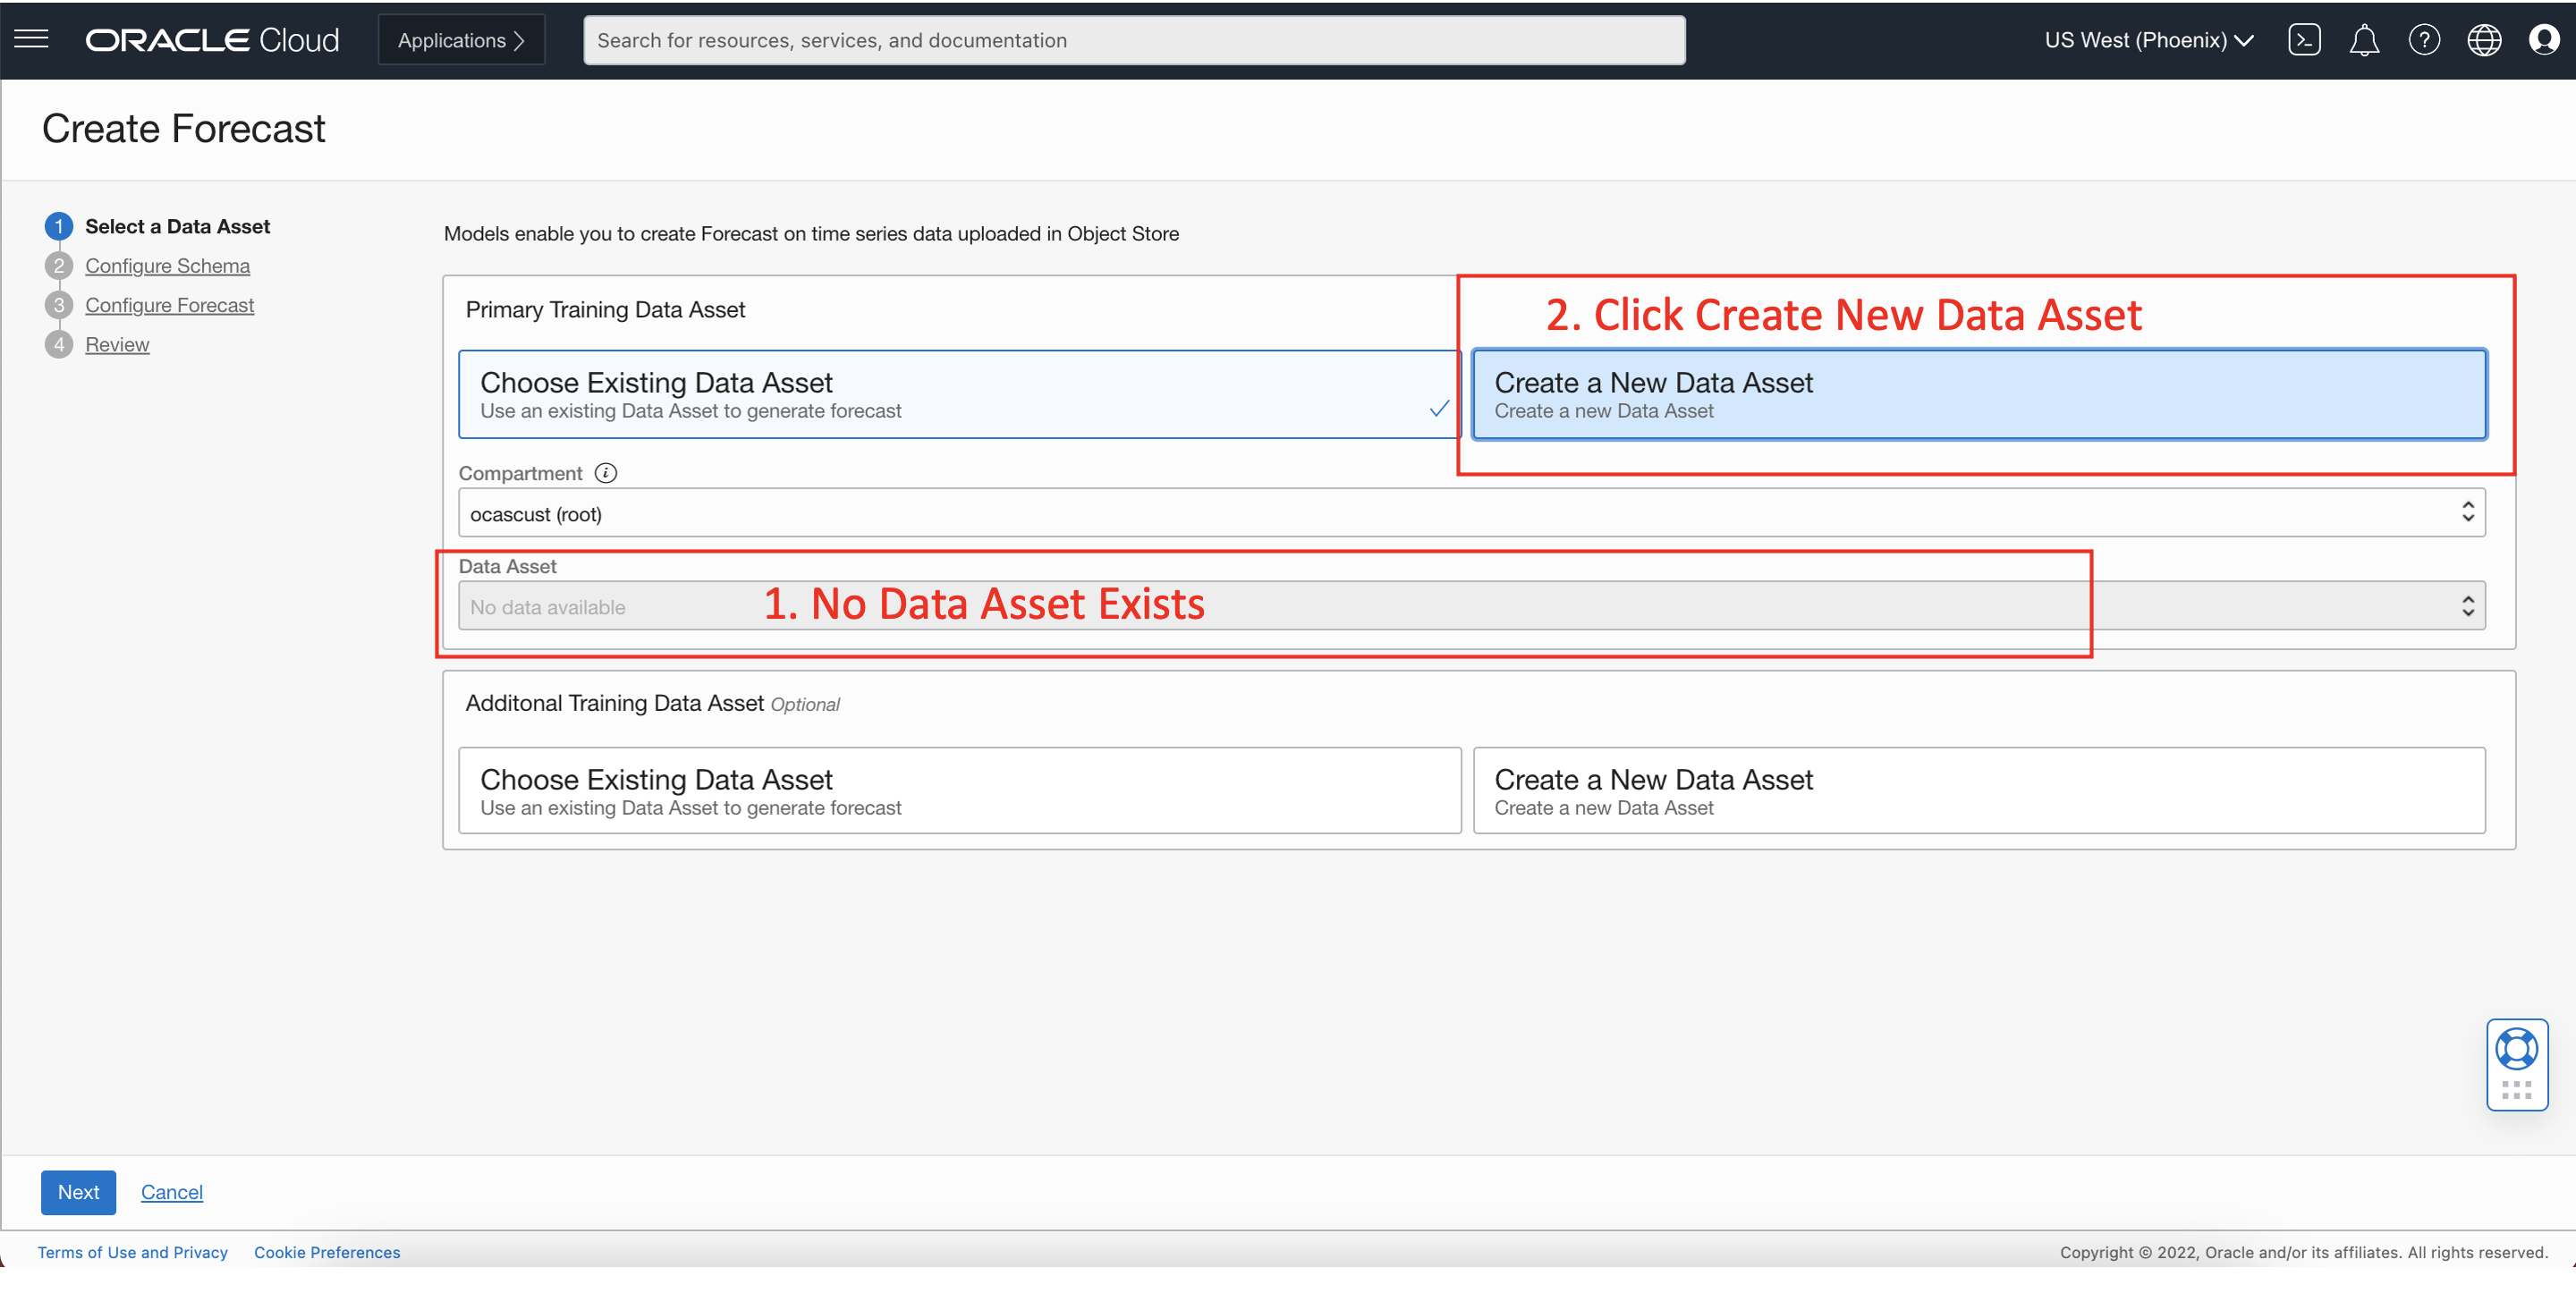 ORACLE Cloud
Applications
Search for resources, services, and documentation
US West (Phoenix)
Create Forecast
1 Select a Data Asset
2 Configure Schema
3 Configure Forecast
4 Review
Models enable you to create Forecast on time series data uploaded in Object Store
Primary Training Data Asset
2. Click Create New Data Asset
Choose Existing Data Asset
Use an existing Data Asset to generate forecast
Create a New Data Asset
Create a new Data Asset
Compartment
ocascust (root)
Data Asset
No data available
1. No Data Asset Exists
Additonal Training Data Asset Optional
Choose Existing Data Asset
Use an existing Data Asset to generate forecast
Create a New Data Asset
Create a new Data Asset
Next
Cancel
Terms of Use and Privacy
Cookie Preferences
Copyright © 2022, Oracle and/or its affiliates. All rights reserved.